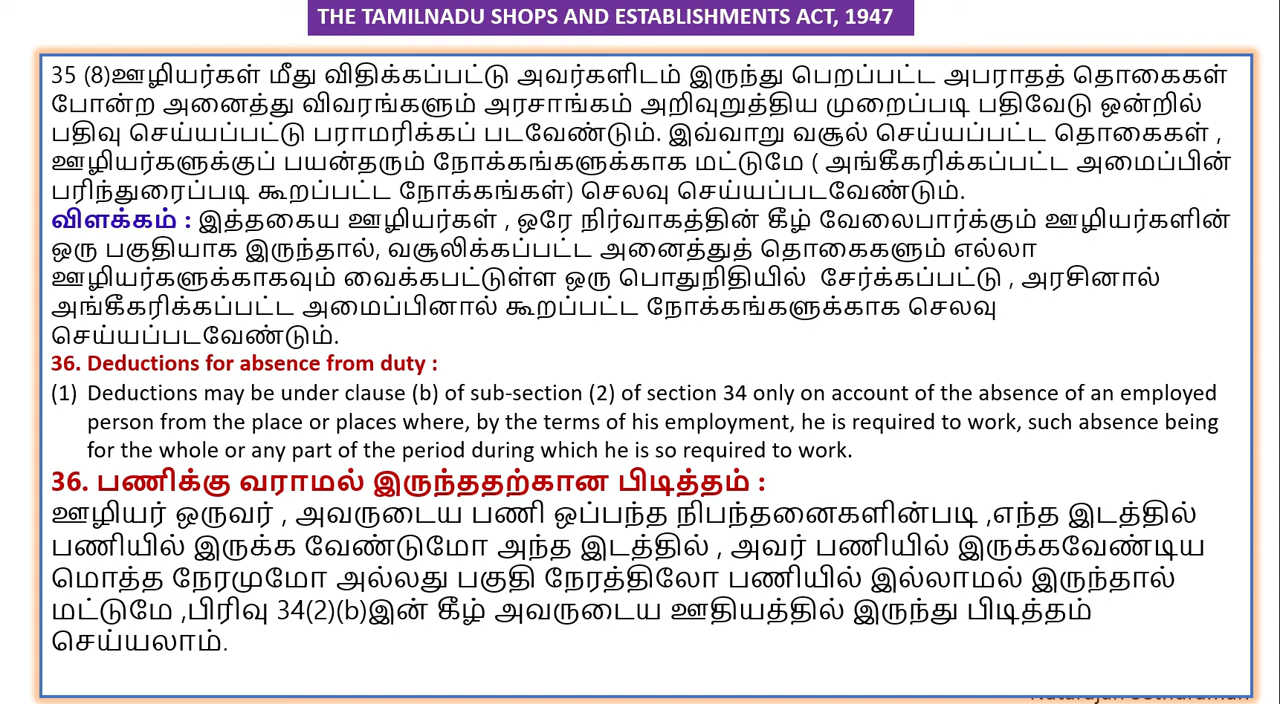 THE TAMILNADU SHOPS AND ESTABLISHMENTS ACT, 1947
35 (8)ஊழியர்கள் மீது விதிக்கப்பட்டு அவர்களிடம் இருந்து பெறப்பட்ட அபராதத் தொகைகள்
போன்ற அனைத்து விவரங்களும் அரசாங்கம் அறிவுறுத்திய முறைப்படி பதிவேடு ஒன்றில்
பதிவு செய்யப்பட்டு பராமரிக்கப் படவேண்டும். இவ்வாறு வசூல் செய்யப்பட்ட தொகைகள் ,
ஊழியர்களுக்குப் பயன்தரும் நோக்கங்களுக்காக மட்டுமே ( அங்கீகரிக்கப்பட்ட அமைப்பின்
பரிந்துரைப்படி கூறப்பட்ட நோக்கங்கள்) செலவு செய்யப்படவேண்டும்.
விளக்கம் : இத்தகைய ஊழியர்கள் , ஒரே நிர்வாகத்தின் கீழ் வேலைபார்க்கும் ஊழியர்களின்
ஒரு பகுதியாக இருந்தால், வசூலிக்கப்பட்ட அனைத்துத் தொகைகளும் எல்லா
ஊழியர்களுக்காகவும் வைக்கபட்டுள்ள ஒரு பொதுநிதியில் சேர்க்கப்பட்டு , அரசினால்
அங்கீகரிக்கப்பட்ட அமைப்பினால் கூறப்பட்ட நோக்கங்களுக்காக செலவு
செய்யப்படவேண்டும்.
36. Deductions for absence from duty :
(1) Deductions may be under clause (b) of sub-section (2) of section 34 only on account of the absence of an employed
person from the place or places where, by the terms of his employment, he is required to work, such absence being
for the whole or any part of the period during which he is so required to work.
36. பணிக்கு வராமல் இருந்ததற்கான பிடித்தம் :
ஊழியர் ஒருவர் , அவருடைய பணி ஒப்பந்த நிபந்தனைகளின்படி ,எந்த இடத்தில்
பணியில் இருக்க வேண்டுமோ அந்த இடத்தில் , அவர் பணியில் இருக்கவேண்டிய
மொத்த நேரமுமோ அல்லது பகுதி நேரத்திலோ பணியில் இல்லாமல் இருந்தால்
மட்டுமே ,பிரிவு 34(2)(b)இன் கீழ் அவருடைய ஊதியத்தில் இருந்து பிடித்தம்
செய்யலாம்.